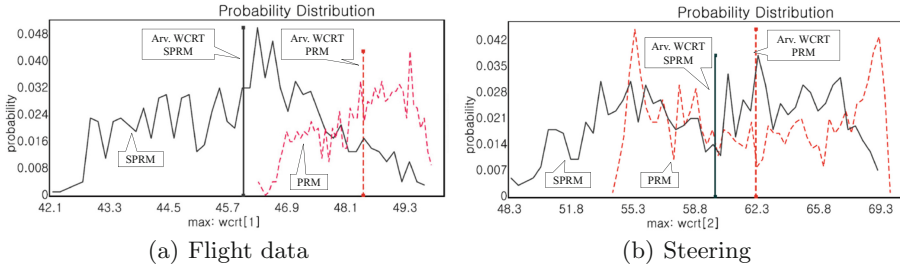 Probability Distribution
probability
0.048
0.040
0.032
0.024
0.016
0.008
0
Arv. WCRT
SPRM
Arv. WCRT
PRM
SPRM
PRM
42.1 43.3 44.5 45.7 46.9 48.1 49.3
max: wcrt[1]
(a) Flight data
Probability Distribution
probability
0.042
0.035
0.028
0.021
0.014
0.007
0
Arv. WCRT
SPRM
Arv. WCRT
PRM
SPRM
PRM
48.3 51.8 55.3 58.8 62.3 65.8 69.3
max: wcrt[2]
(b) Steering